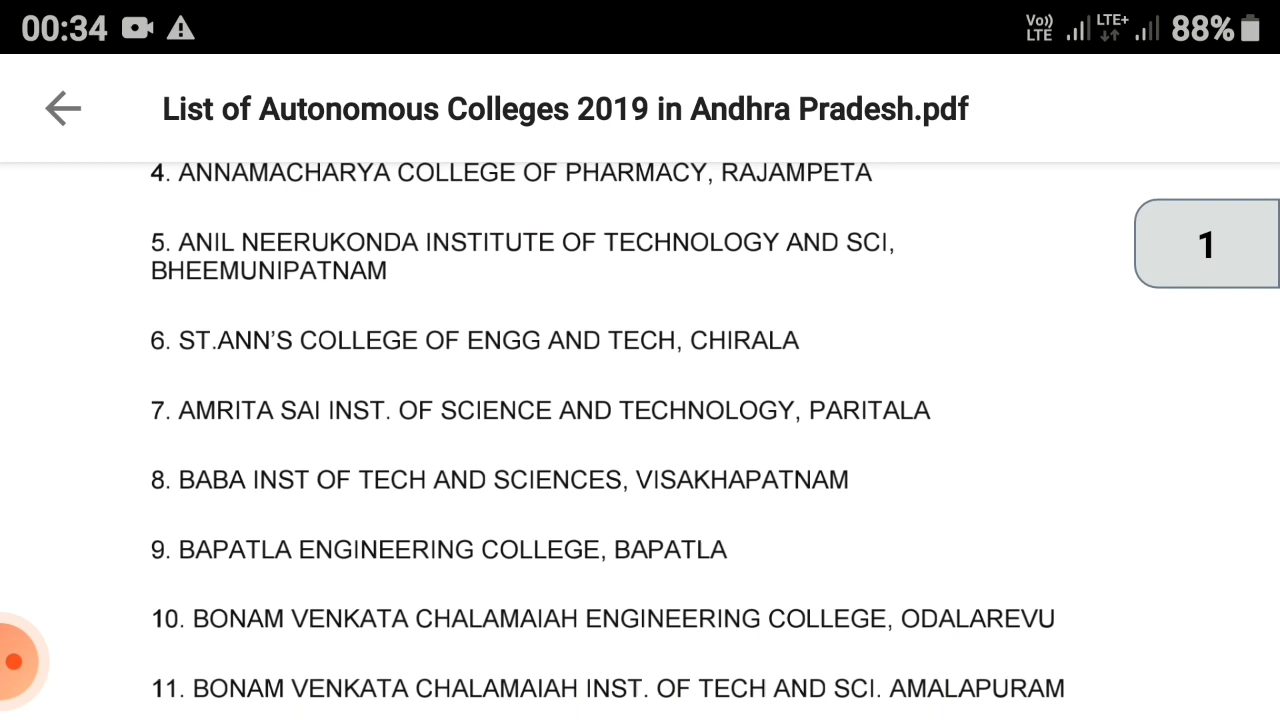 00:34 Vo)) LTE LTE+ 88%
List of Autonomous Colleges 2019 in Andhra Pradesh.pdf
4. ANNAMACHARYA COLLEGE OF PHARMACY, RAJAMPETA
1
5. ANIL NEERUKONDA INSTITUTE OF TECHNOLOGY AND SCI,
BHEEMUNIPATNAM
6. ST.ANN’S COLLEGE OF ENGG AND TECH, CHIRALA
7. AMRITA SAI INST. OF SCIENCE AND TECHNOLOGY, PARITALA
8. BABA INST OF TECH AND SCIENCES, VISAKHAPATNAM
9. BAPATLA ENGINEERING COLLEGE, BAPATLA
10. BONAM VENKATA CHALAMAIAH ENGINEERING COLLEGE, ODALAREVU
11. BONAM VENKATA CHALAMAIAH INST. OF TECH AND SCI. AMALAPURAM